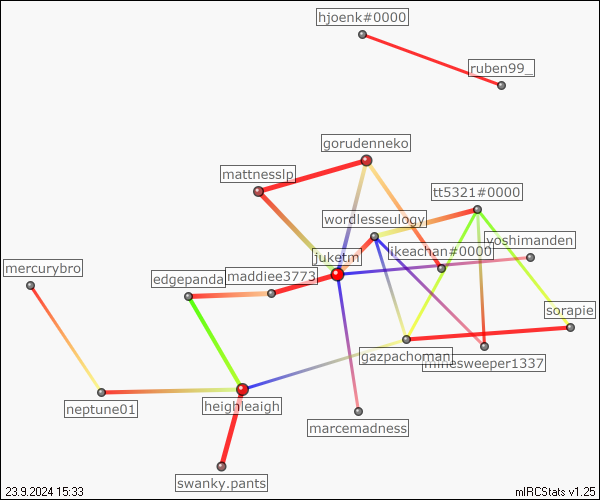 hjoenk#0000
ruben99_
gorudenneko
mattnesslp
tt5321#0000
wordlesseulogy
yoshimanden
ikeachan#0000
juketm
mercurybro
maddiee3773
edgepanda
sorapie
gazpachoman
minesweeper1337
heighleaigh
neptune01
marcemadness
swanky.pants
23.9.2024 15:33
mIRCStats v1.25